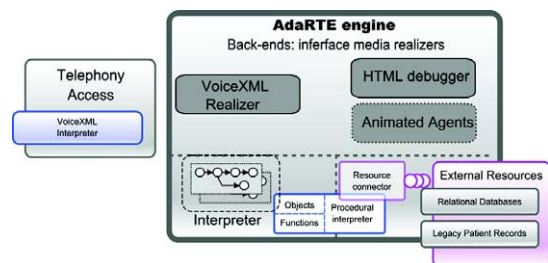 AdaRTE engine
Back-ends: inferface media realizers
Telephony
Access
VoiceXML
Interpreter
VoiceXML
Realizer
HTML debugger
Animated Agents
Interpreter
Objects
Functions
Procedural
interpreter
Resource
connector
External Resources
Relational Databases
Legacy Patient Records